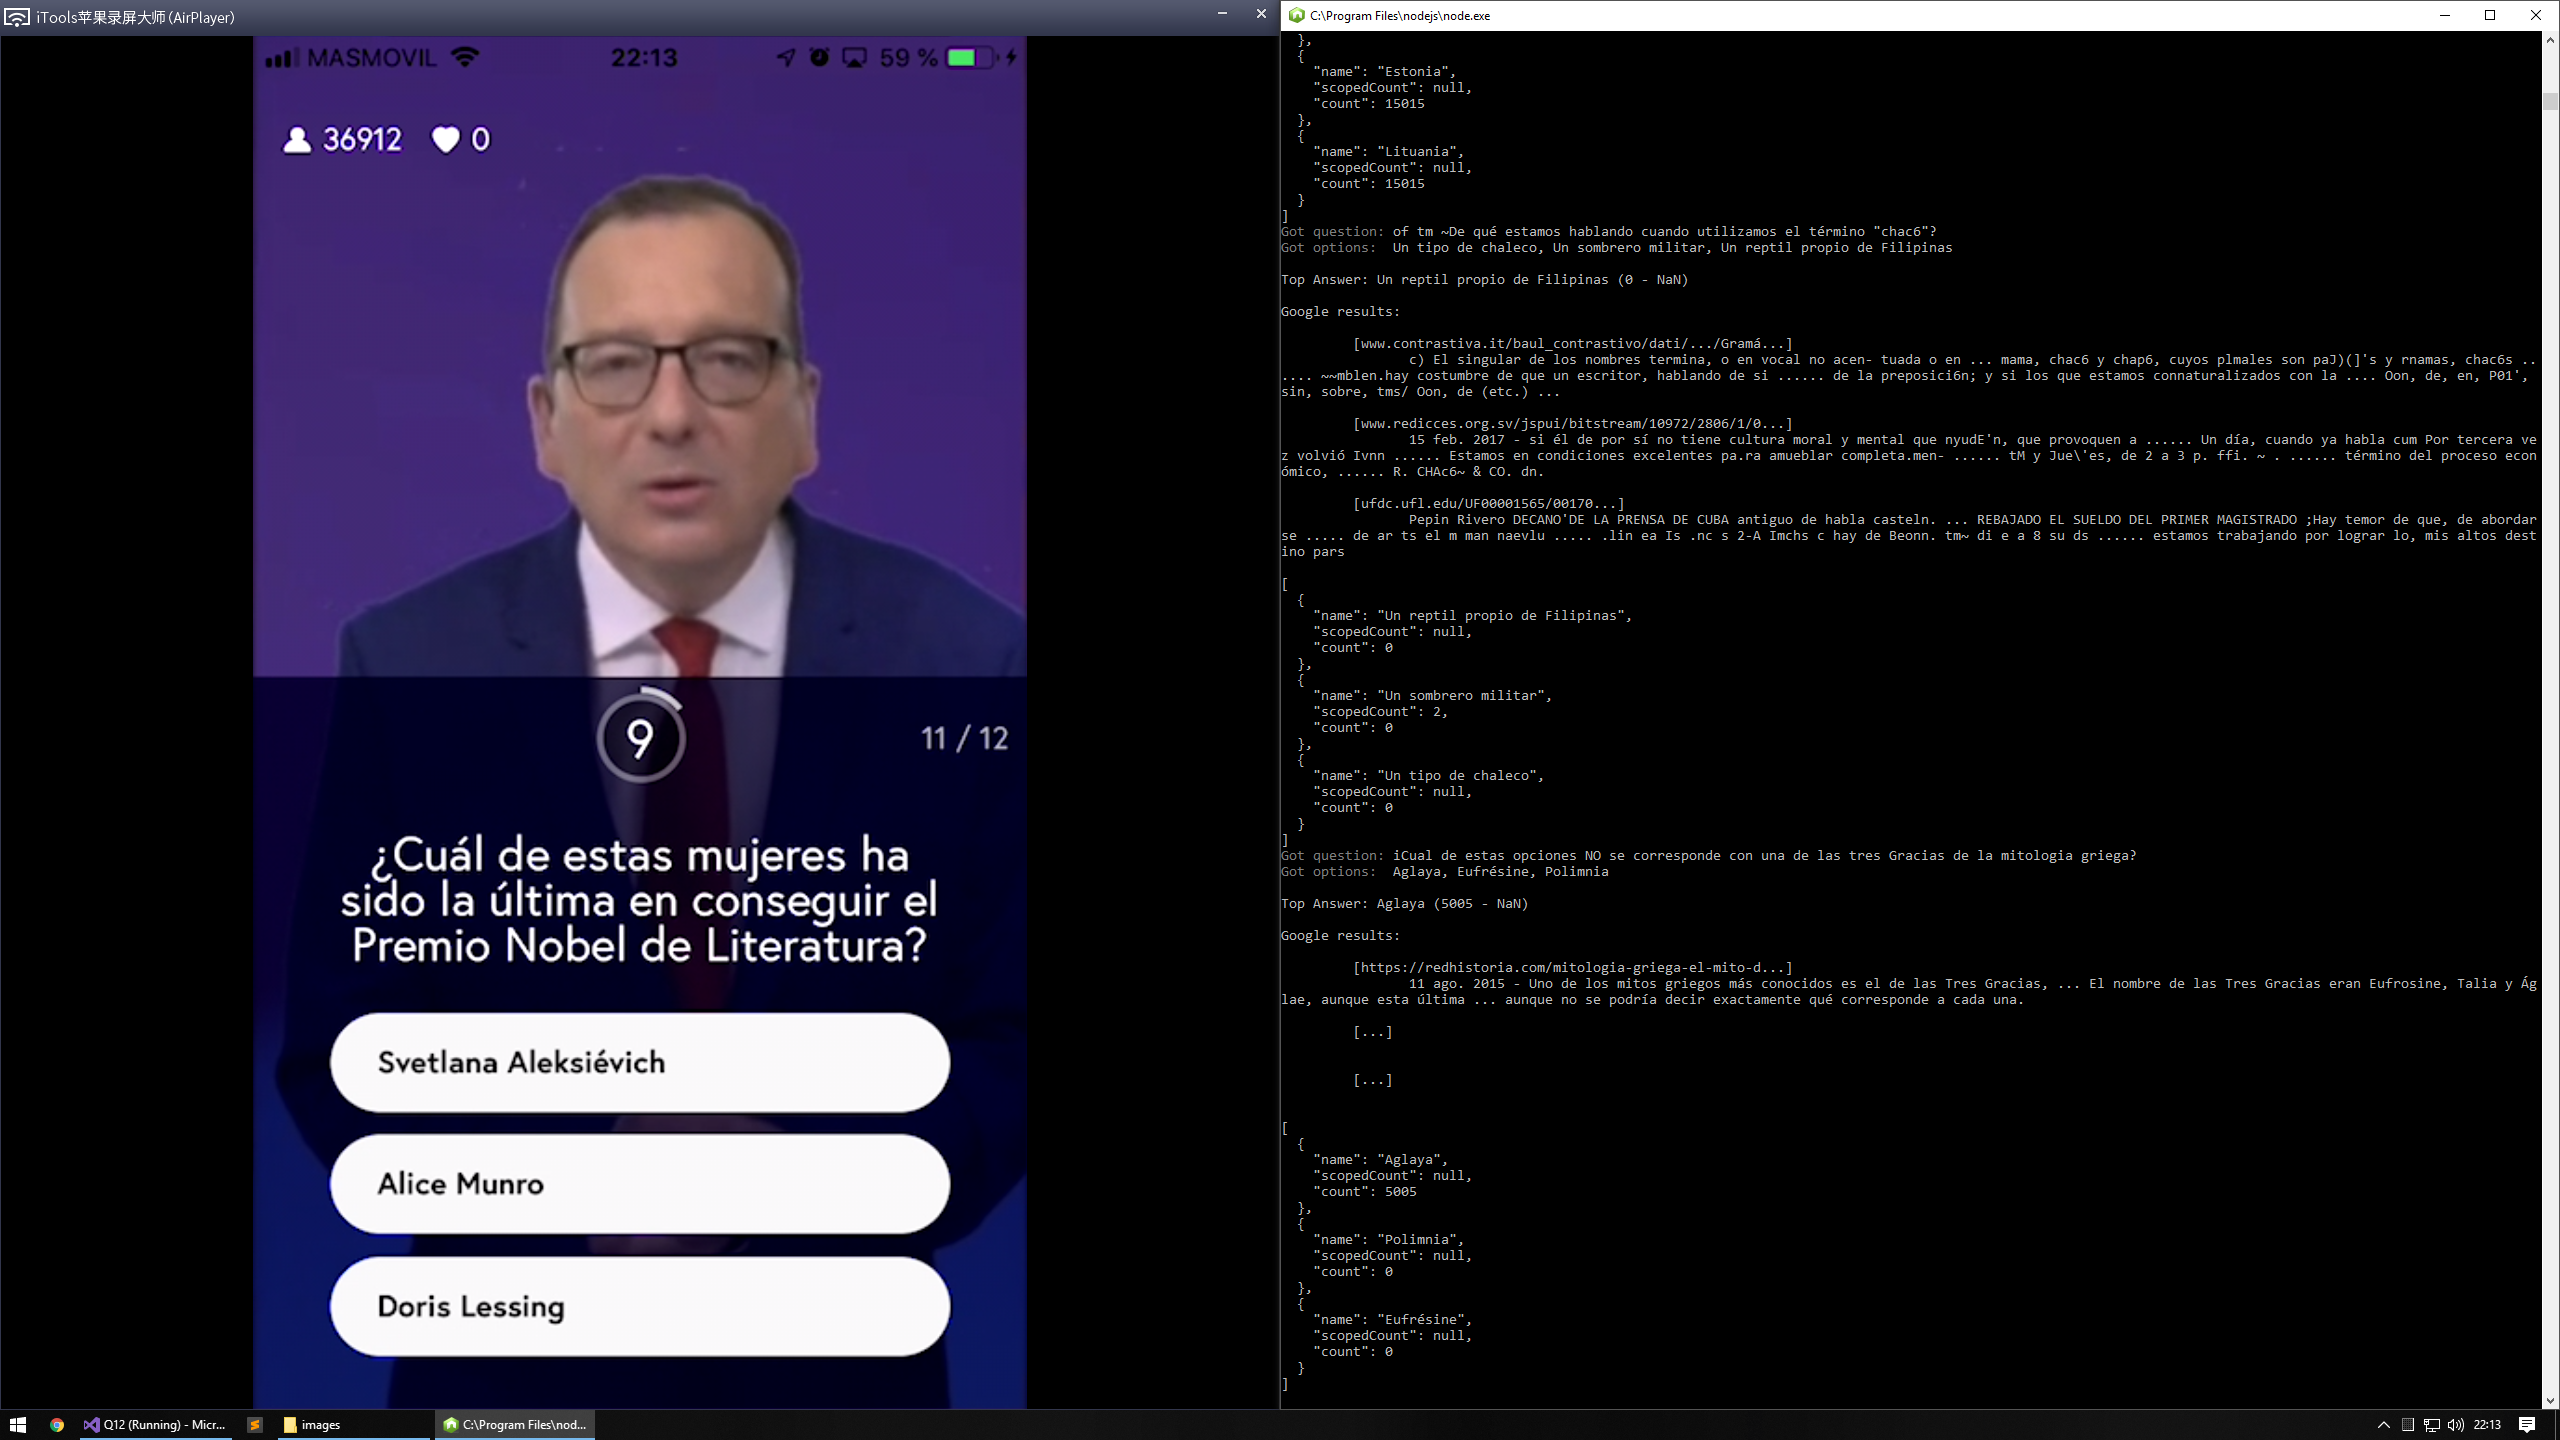 iTools苹果录屏大师 (AirPlayer)
MASMOVIL
22:13
59 %
36912
0
9
11 / 12
¿Cuál de estas mujeres ha
sido la última en conseguir el
Premio Nobel de Literatura?
Svetlana Aleksiévich
Alice Munro
Doris Lessing
C:\Program Files\nodejs\node.exe
},
{
"name": "Estonia",
"scopedCount": null,
"count": 15015
},
{
"name": "Lituania",
"scopedCount": null,
"count": 15015
}
]
Got question: of tm ~De qué estamos hablando cuando utilizamos el término "chac6"?
Got options:  Un tipo de chaleco, Un sombrero militar, Un reptil propio de Filipinas
Top Answer: Un reptil propio de Filipinas (0 - NaN)
Google results:
[www.contrastiva.it/baul_contrastivo/dati/.../Gramá...]
c) El singular de los nombres termina, o en vocal no acen- tuada o en ... mama, chac6 y chap6, cuyos plmales son paJ)(]'s y rnamas, chac6s ..
.... ~~mblen.hay costumbre de que un escritor, hablando de si ...... de la preposici6n; y si los que estamos connaturalizados con la .... Oon, de, en, P01',
sin, sobre, tms/ Oon, de (etc.) ...
[www.redicces.org.sv/jspui/bitstream/10972/2806/1/0...]
15 feb. 2017 - si él de por sí no tiene cultura moral y mental que nyudE'n, que provoquen a ...... Un día, cuando ya habla cum Por tercera ve
z volvió Ivnn ...... Estamos en condiciones excelentes pa.ra amueblar completa.men- ...... tM y Jue\'es, de 2 a 3 p. ffi. ~ . ...... término del proceso econ
ómico, ...... R. CHAc6~ & CO. dn.
[ufdc.ufl.edu/UF00001565/00170...]
Pepin Rivero DECANO'DE LA PRENSA DE CUBA antiguo de habla casteln. ... REBAJADO EL SUELDO DEL PRIMER MAGISTRADO ;Hay temor de que, de abordar
se ..... de ar ts el m man naevlu ..... .lin ea Is .nc s 2-A Imchs c hay de Beonn. tm~ di e a 8 su ds ...... estamos trabajando por lograr lo, mis altos dest
ino pars
[
{
"name": "Un reptil propio de Filipinas",
"scopedCount": null,
"count": 0
},
{
"name": "Un sombrero militar",
"scopedCount": 2,
"count": 0
},
{
"name": "Un tipo de chaleco",
"scopedCount": null,
"count": 0
}
]
Got question: iCual de estas opciones NO se corresponde con una de las tres Gracias de la mitologia griega?
Got options:  Aglaya, Eufrésine, Polimnia
Top Answer: Aglaya (5005 - NaN)
Google results:
[https://redhistoria.com/mitologia-griega-el-mito-d...]
11 ago. 2015 - Uno de los mitos griegos más conocidos es el de las Tres Gracias, ... El nombre de las Tres Gracias eran Eufrosine, Talia y Ág
lae, aunque esta última ... aunque no se podría decir exactamente qué corresponde a cada una.
[...]
[...]
[
{
"name": "Aglaya",
"scopedCount": null,
"count": 5005
},
{
"name": "Polimnia",
"scopedCount": null,
"count": 0
},
{
"name": "Eufrésine",
"scopedCount": null,
"count": 0
}
]
Q12 (Running) - Micr...
images
C:\Program Files\nod...
22:13